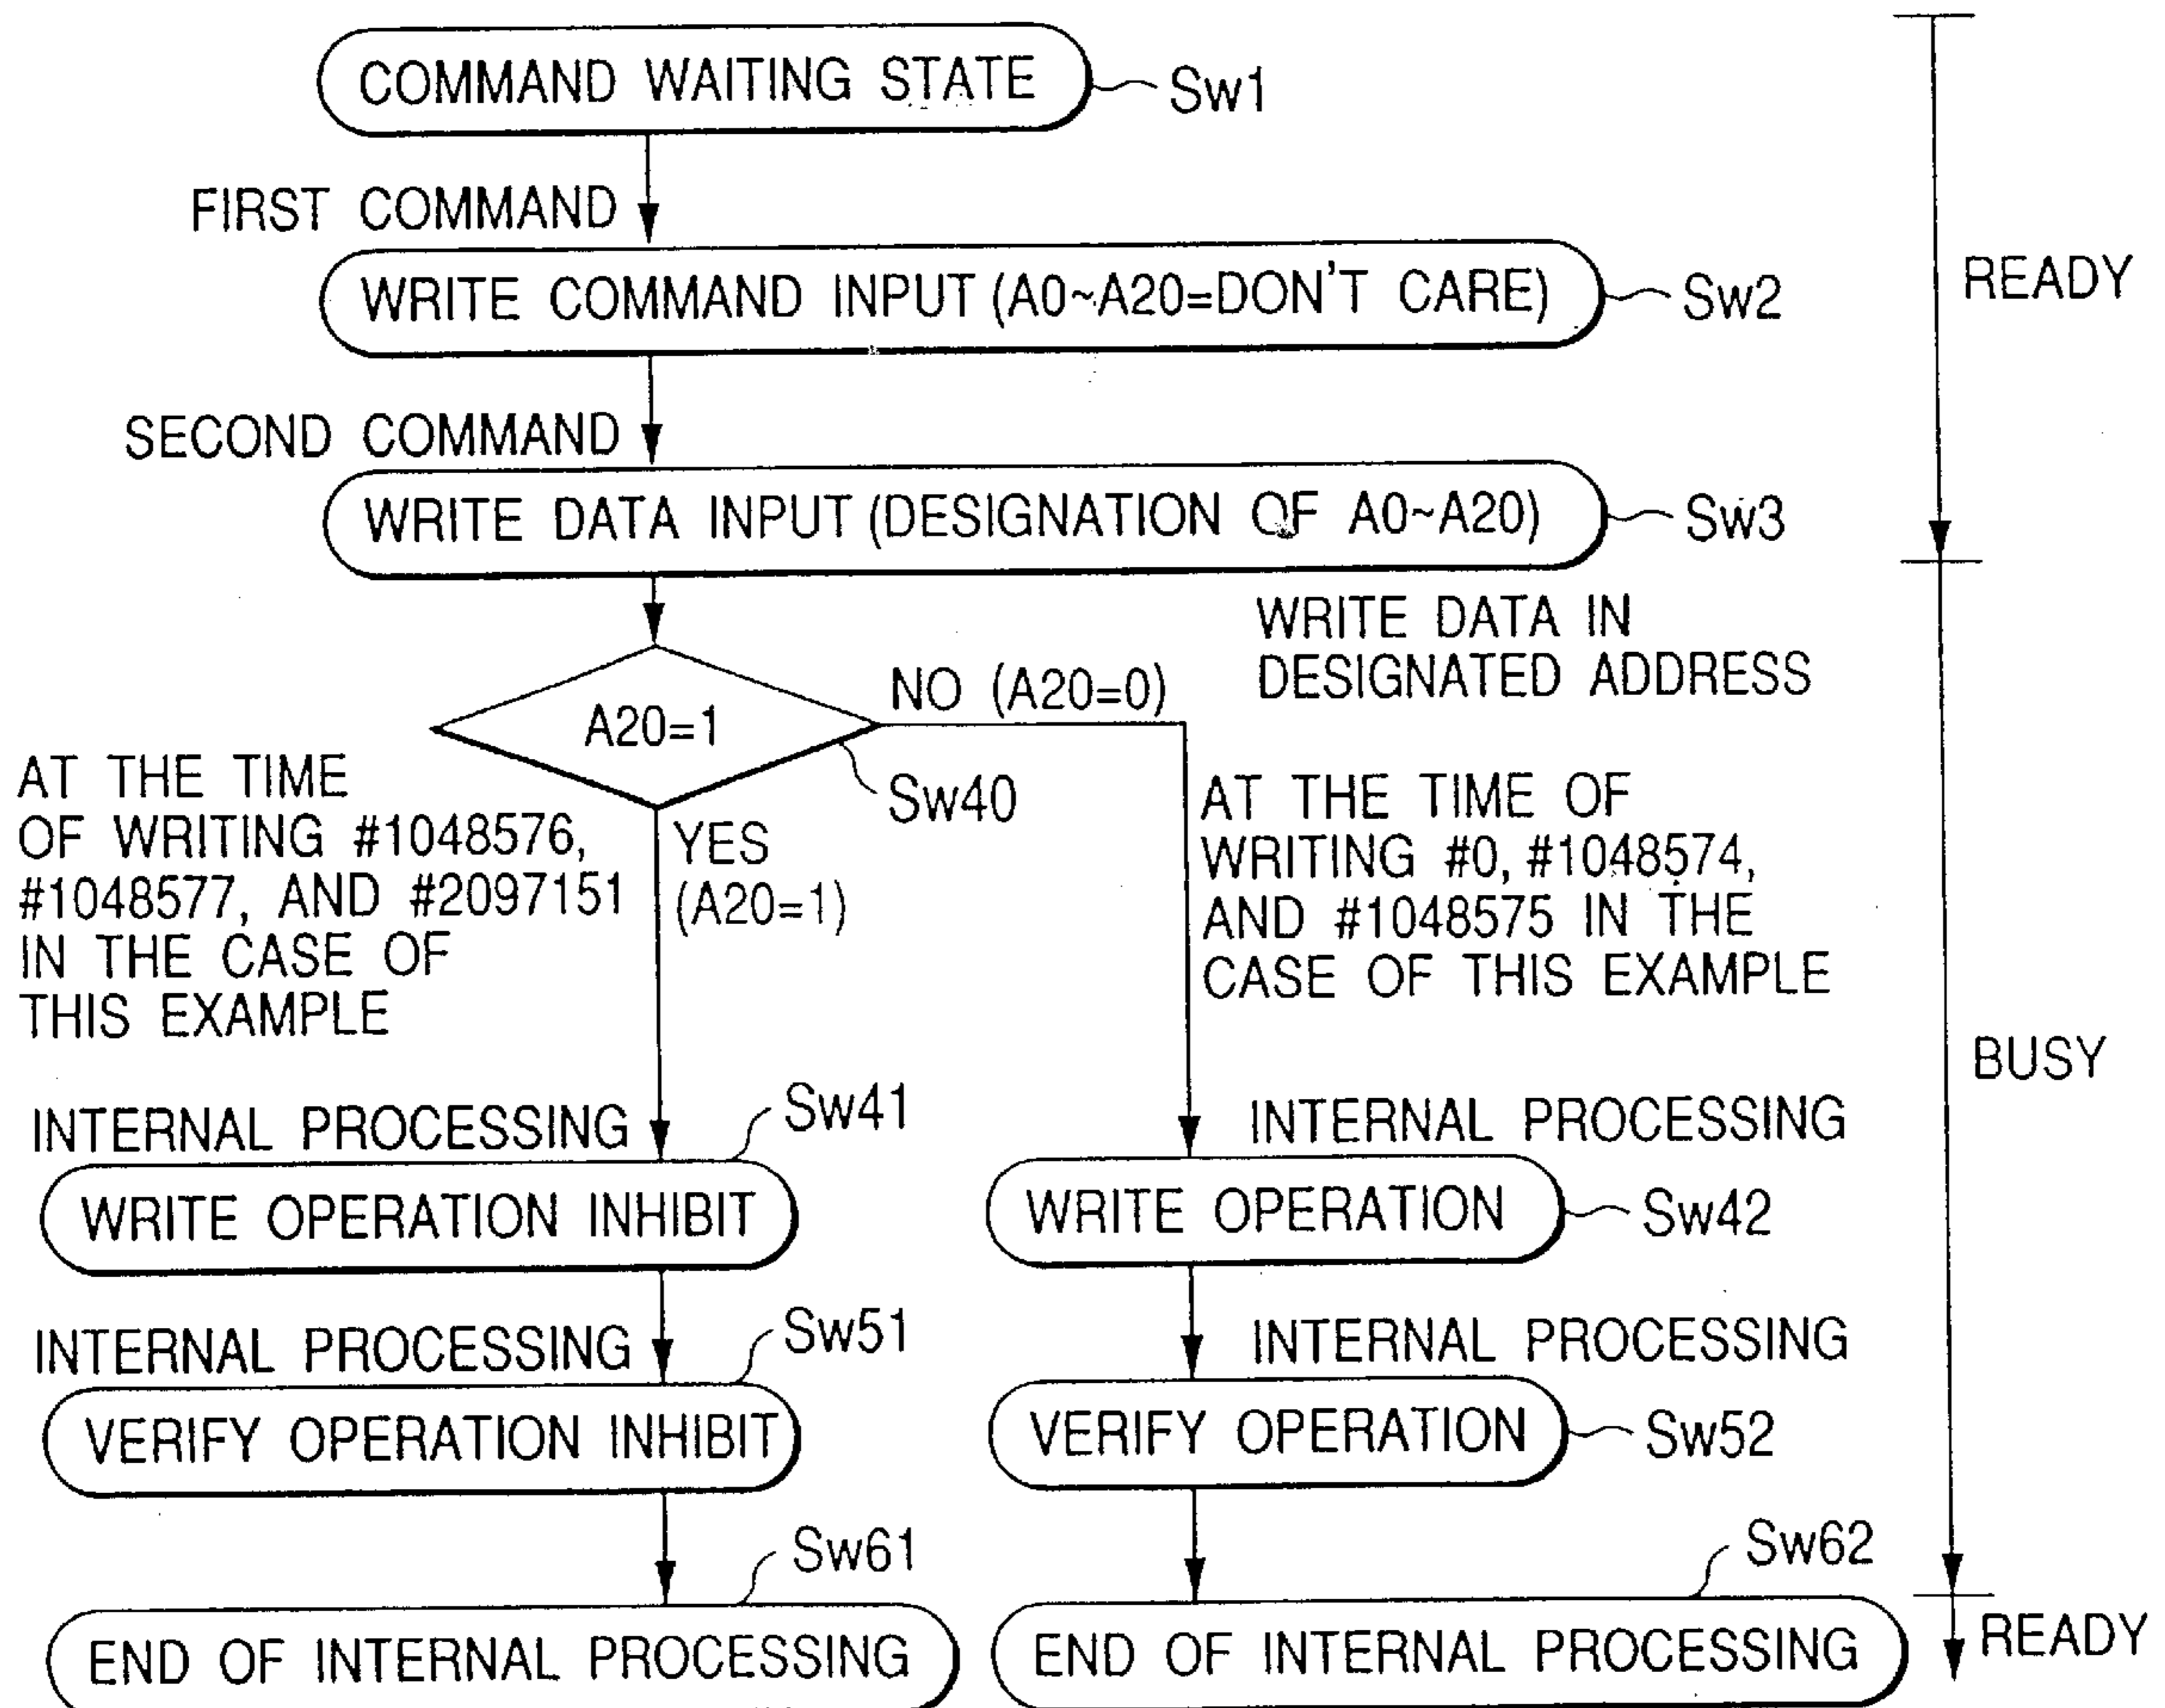 COMMAND WAITING STATE
Sw1
FIRST COMMAND
WRITE COMMAND INPUT (A0~A20=DON'T CARE)
Sw2
READY
SECOND COMMAND
WRITE DATA INPUT (DESIGNATION OF A0~A20)
Sw3
WRITE DATA IN
DESIGNATED ADDRESS
A20=1
NO (A20=0)
Sw40
AT THE TIME
OF WRITING #1048576,
#1048577, AND #2097151
IN THE CASE OF
THIS EXAMPLE
YES
(A20=1)
AT THE TIME OF
WRITING #0, #1048574,
AND #1048575 IN THE
CASE OF THIS EXAMPLE
BUSY
INTERNAL PROCESSING
Sw41
WRITE OPERATION INHIBIT
INTERNAL PROCESSING
WRITE OPERATION
Sw42
INTERNAL PROCESSING
Sw51
VERIFY OPERATION INHIBIT
INTERNAL PROCESSING
VERIFY OPERATION
Sw52
Sw61
END OF INTERNAL PROCESSING
Sw62
END OF INTERNAL PROCESSING
READY